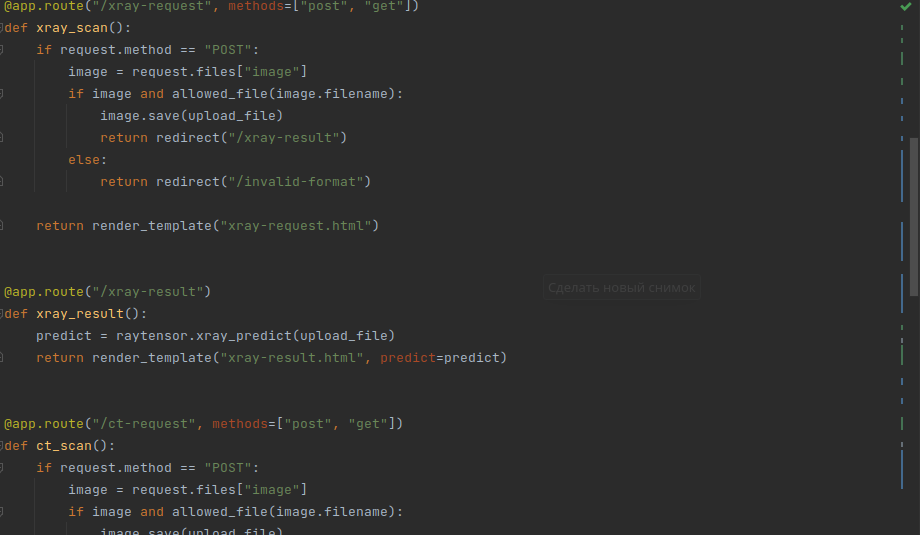 @app.route("/xray-request", methods=["post", "get"])
def xray_scan():
    if request.method == "POST":
        image = request.files["image"]
        if image and allowed_file(image.filename):
            image.save(upload_file)
            return redirect("/xray-result")
        else:
            return redirect("/invalid-format")
    return render_template("xray-request.html")
Сделать новый снимок
@app.route("/xray-result")
def xray_result():
    predict = raytensor.xray_predict(upload_file)
    return render_template("xray-result.html", predict=predict)
@app.route("/ct-request", methods=["post", "get"])
def ct_scan():
    if request.method == "POST":
        image = request.files["image"]
        if image and allowed_file(image.filename):
            image.save(upload_file)